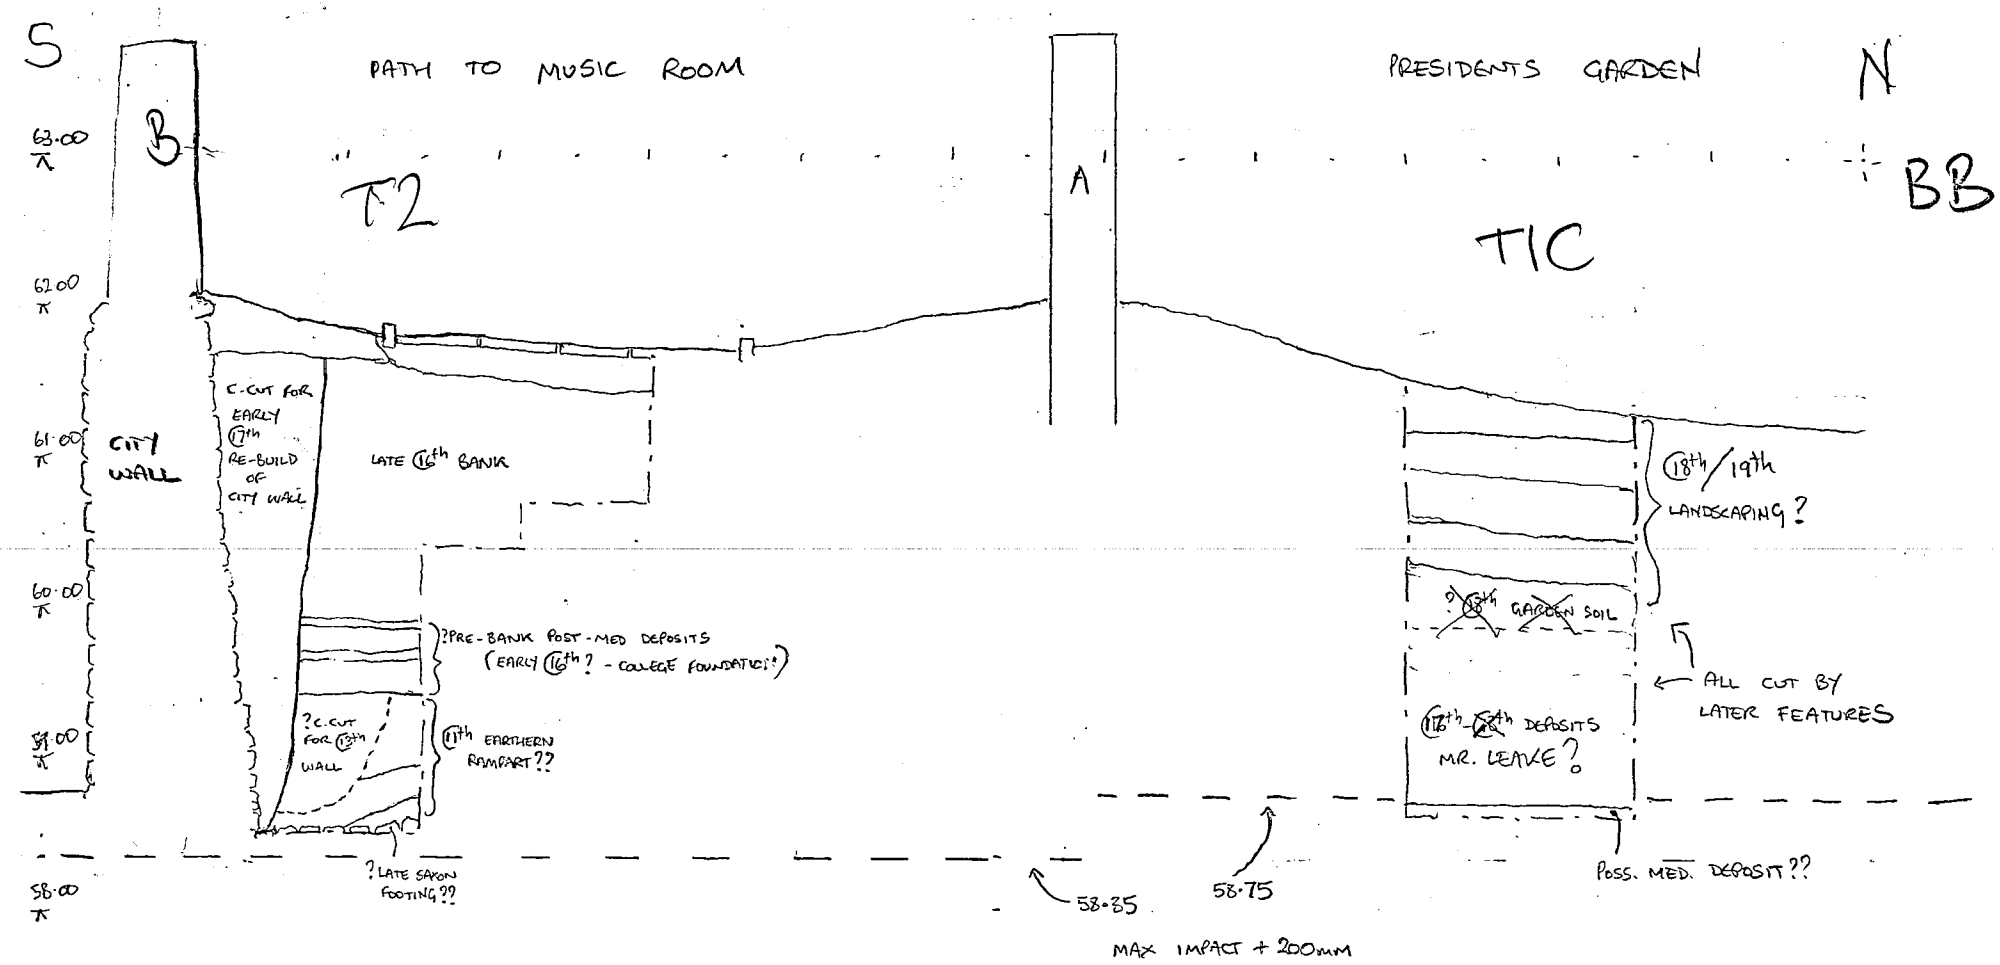 S
PATH TO MUSIC ROOM
PRESIDENTS GARDEN
N
63.00
B
A
BB
T2
T1C
62.00
61.00
60.00
59.00
58.00
CITY
WALL
C-CUT FOR
EARLY
17th
RE-BUILD
OF
CITY WALL
LATE 16th BANK
?PRE-BANK POST-MED DEPOSITS
(EARLY 16th? - COLLEGE FOUNDATION?)
?C.CUT
FOR 13th
WALL
11th EARTHERN
RAMPART??
?LATE SAXON
FOOTING??
18th/19th
LANDSCAPING?
? 18th GARDEN SOIL
ALL CUT BY
LATER FEATURES
DEPOSITS
MR. LEAKE?
POSS. MED. DEPOSIT??
58.35
58.75
MAX IMPACT + 200mm